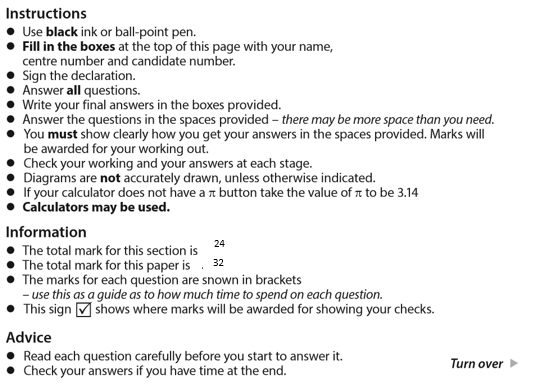 Instructions
● Use black ink or ball-point pen.
● Fill in the boxes at the top of this page with your name,
centre number and candidate number.
● Sign the declaration.
● Answer all questions.
● Write your final answers in the boxes provided.
● Answer the questions in the spaces provided – there may be more space than you need.
● You must show clearly how you get your answers in the spaces provided. Marks will
be awarded for your working out.
● Check your working and your answers at each stage.
● Diagrams are not accurately drawn, unless otherwise indicated.
● If your calculator does not have a π button take the value of π to be 3.14
● Calculators may be used.
Information
● The total mark for this section is 24
● The total mark for this paper is . 32
● The marks for each question are snown in brackets
– use this as a guide as to how much time to spend on each question.
● This sign ☑ shows where marks will be awarded for showing your checks.
Advice
● Read each question carefully before you start to answer it.
● Check your answers if you have time at the end.
Turn over ▶